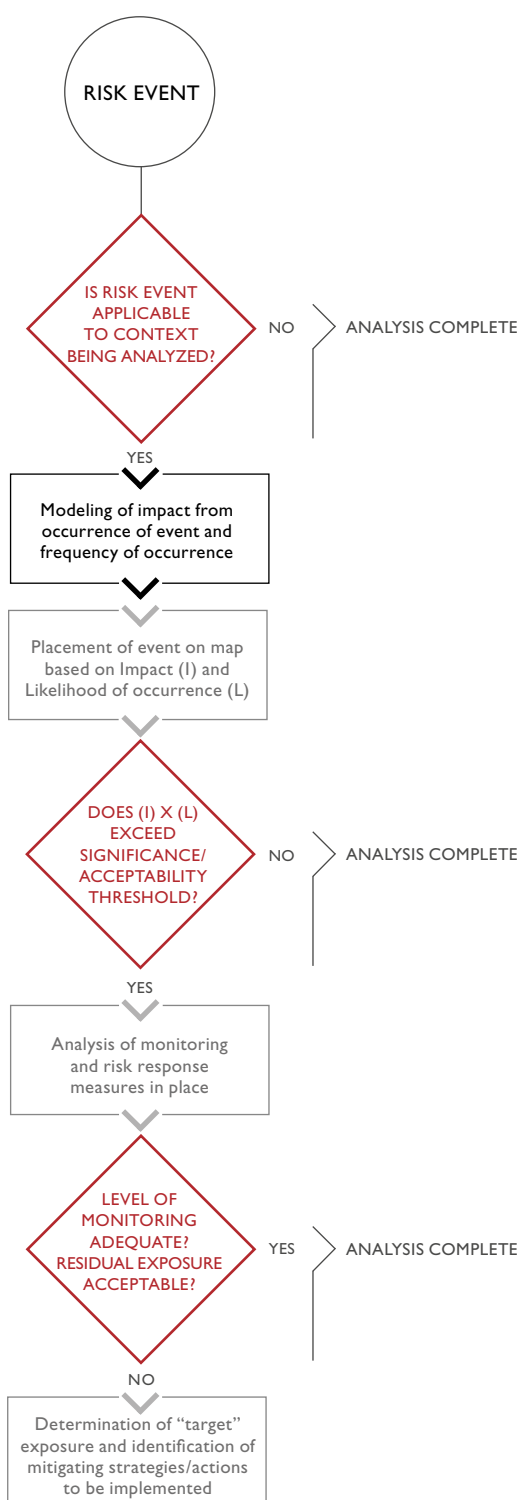 RISK EVENT
IS RISK EVENT
APPLICABLE
TO CONTEXT
BEING ANALYZED?
NO
ANALYSIS COMPLETE
YES
Modeling of impact from
occurrence of event and
frequency of occurrence
Placement of event on map
based on Impact (I) and
Likelihood of occurrence (L)
DOES (I) X (L)
EXCEED
SIGNIFICANCE/
ACCEPTABILITY
THRESHOLD?
NO
ANALYSIS COMPLETE
YES
Analysis of monitoring
and risk response
measures in place
LEVEL OF
MONITORING
ADEQUATE?
RESIDUAL EXPOSURE
ACCEPTABLE?
YES
ANALYSIS COMPLETE
NO
Determination of “target”
exposure and identification of
mitigating strategies/actions
to be implemented